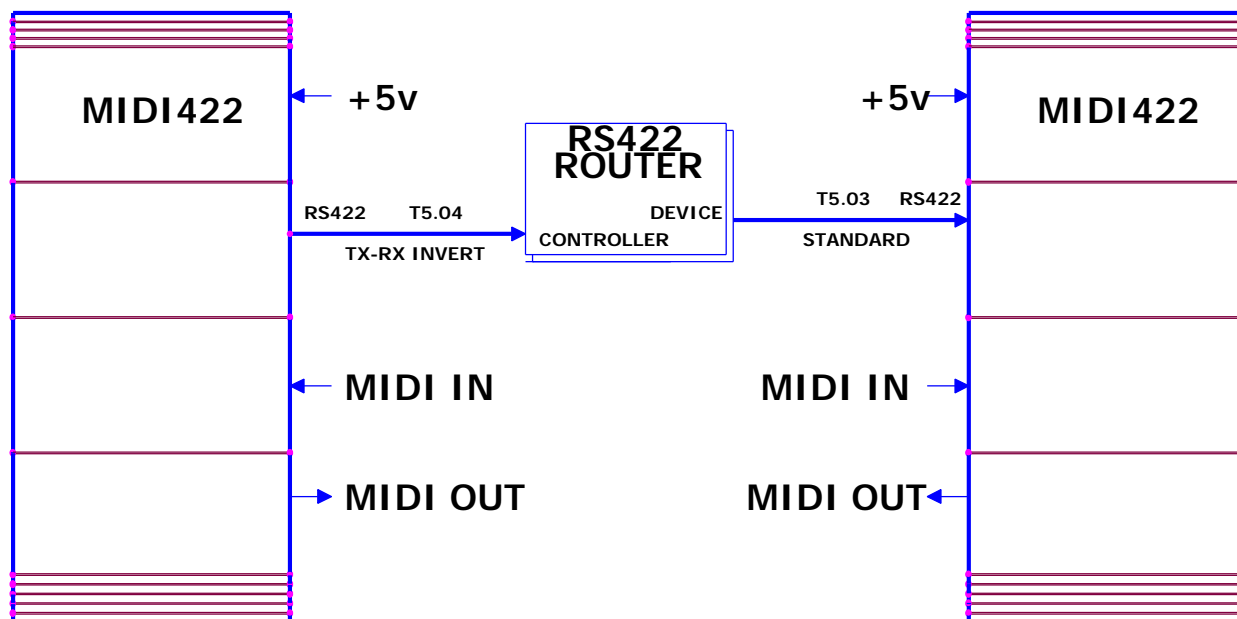 MIDI422
+5v
RS422 T5.04
TX-RX INVERT
MIDI IN
MIDI OUT
RS422
ROUTER
DEVICE
CONTROLLER
T5.03 RS422
STANDARD
+5v
MIDI422
MIDI IN
MIDI OUT